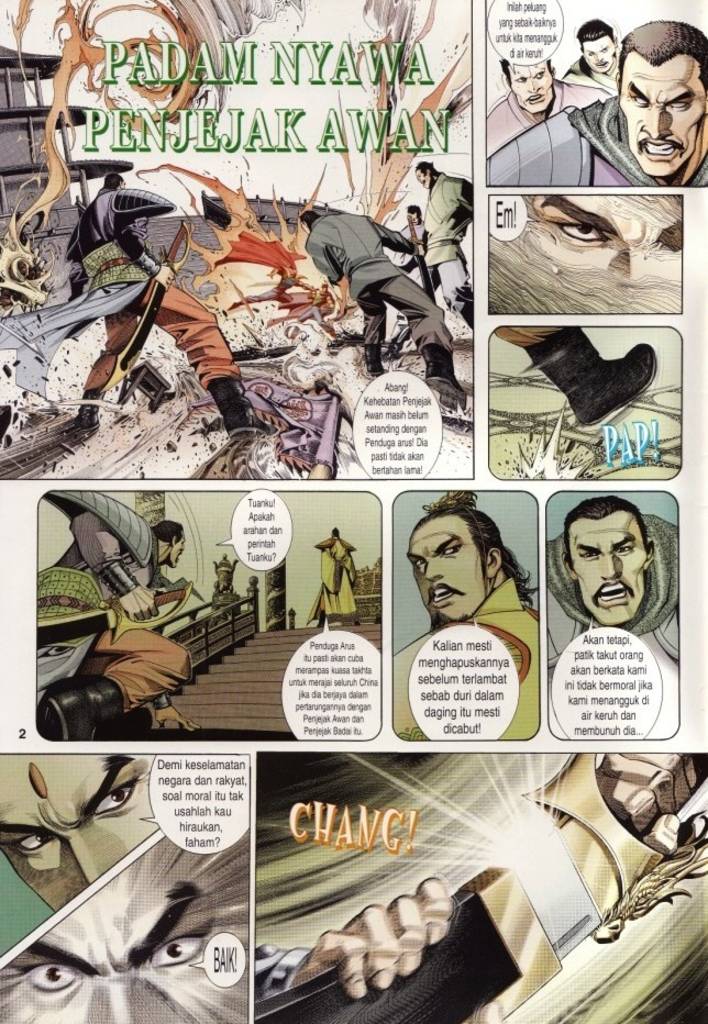 PADAM NYAWA
PENJEJAK AWAN
Abang!
Kehebatan Penjejak
Awan masih belum
setanding dengan
Penduga arus! Dia
pasti tidak akan
bertahan lama!
Inilah peluang
yang sebaik-baiknya
untuk kita menangguk
di air keruh!
Em!
PAP!
Tuanku!
Apakah
arahan dan
perintah
Tuanku?
Penduga Arus
itu pasti akan cuba
merampas kuasa takhta
untuk merajai seluruh China
jika dia berjaya dalam
pertarungannya dengan
Penjejak Awan dan
Penjejak Badai itu.
Kalian mesti
menghapuskannya
sebelum terlambat
sebab duri dalam
daging itu mesti
dicabut!
Akan tetapi,
patik takut orang
akan berkata kami
ini tidak bermoral jika
kami menangguk di
air keruh dan
membunuh dia...
2
Demi keselamatan
negara dan rakyat,
soal moral itu tak
usahlah kau
hiraukan,
faham?
BAIK!
CHANG!